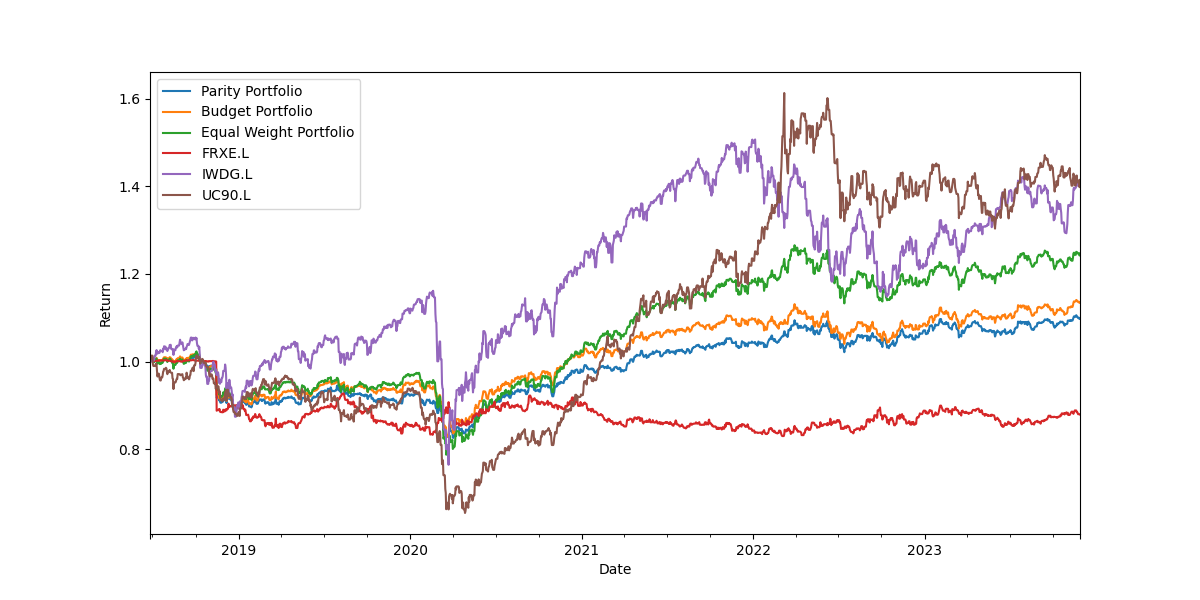 Parity Portfolio
Budget Portfolio
Equal Weight Portfolio
FRXE.L
IWDG.L
UC90.L
1.6
1.4
1.2
1.0
0.8
Return
2019
2020
2021
2022
2023
Date